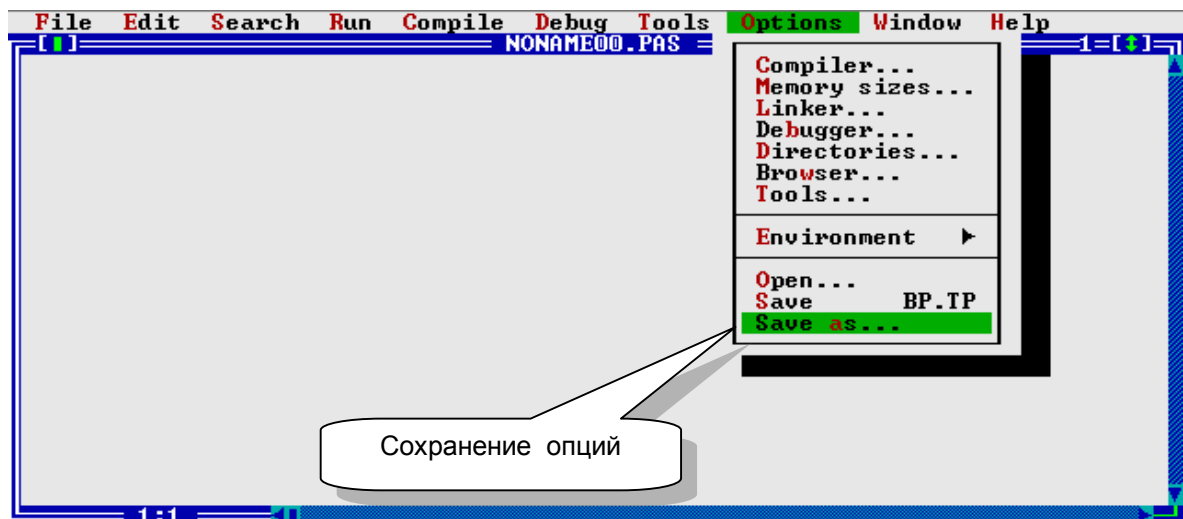 File Edit Search Run Compile Debug Tools Options Window Help
[▮] NONAME00.PAS 1=[↕]
Compiler...
Memory sizes...
Linker...
Debugger...
Directories...
Browser...
Tools...
Environment ►
Open...
Save BP.TP
Save as...
Сохранение опций
1:1